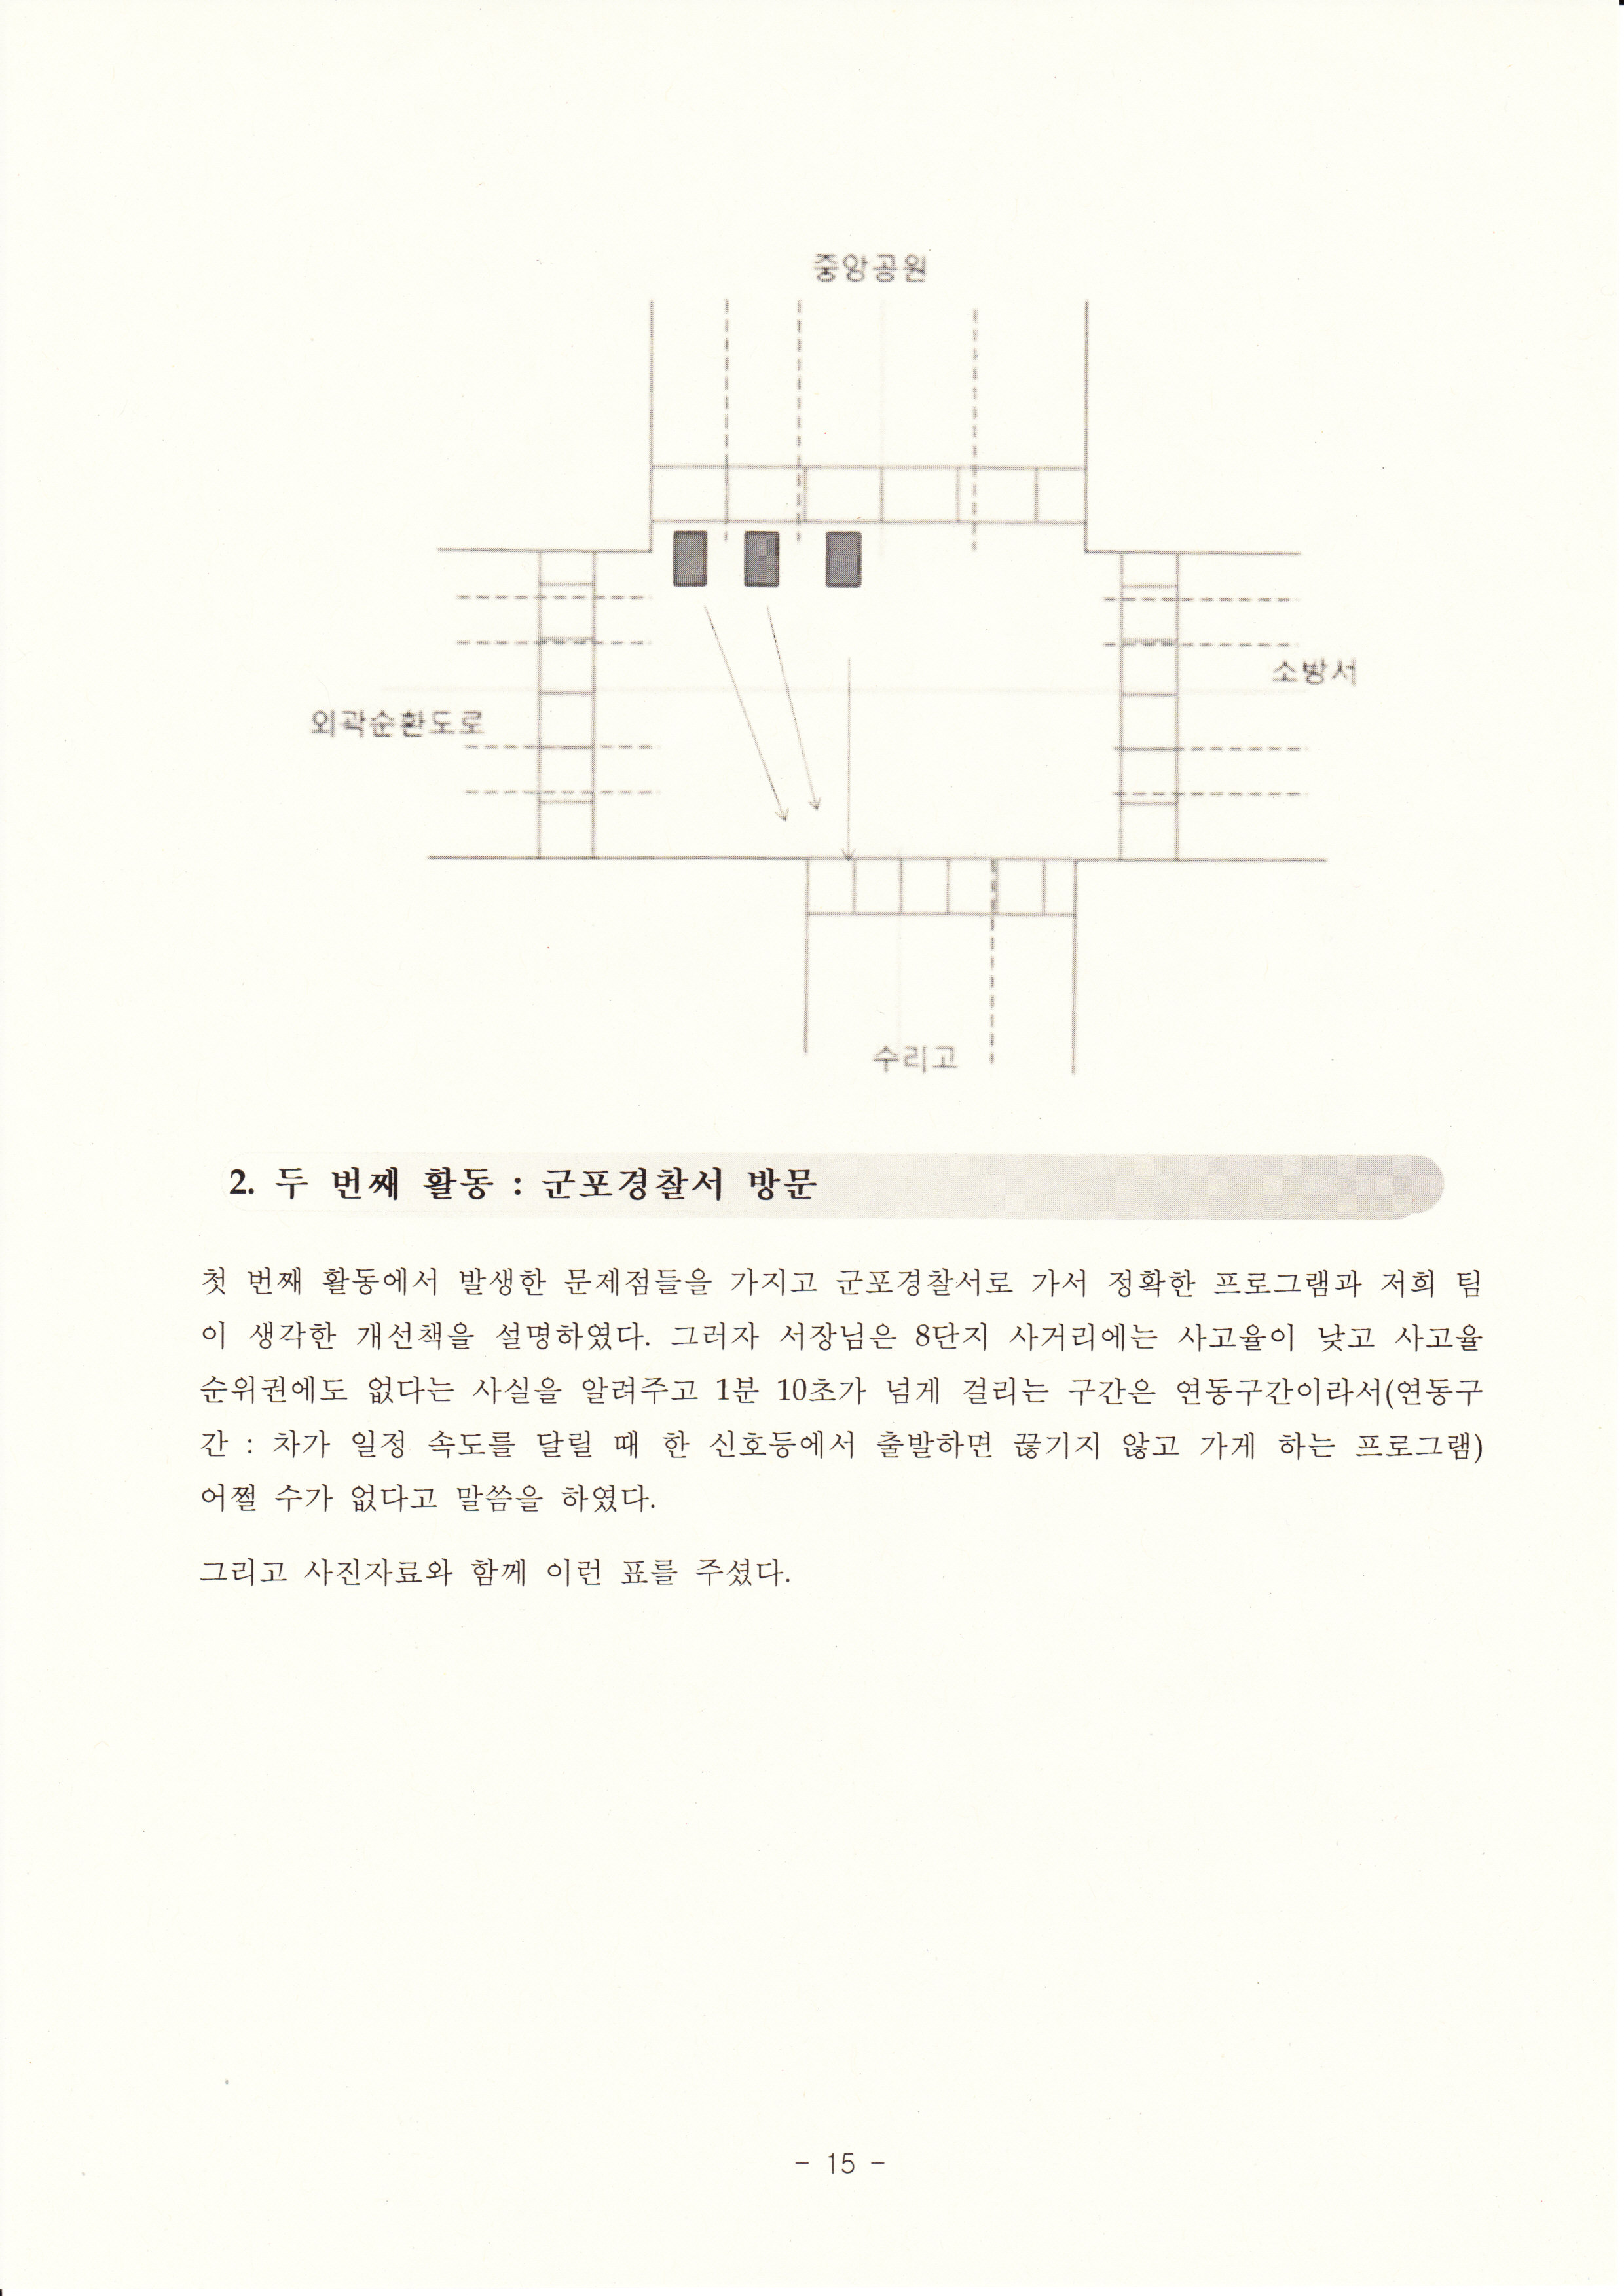 중앙공원
소방서
외곽순환도로
수리고
2. 두 번째 활동 : 군포경찰서 방문
첫 번째 활동에서 발생한 문제점들을 가지고 군포경찰서로 가서 정확한 프로그램과 저희 팀
이 생각한 개선책을 설명하였다. 그러자 서장님은 8단지 사거리에는 사고율이 낮고 사고율
순위권에도 없다는 사실을 알려주고 1분 10초가 넘게 걸리는 구간은 연동구간이라서(연동구
간 : 차가 일정 속도를 달릴 때 한 신호등에서 출발하면 끊기지 않고 가게 하는 프로그램)
어쩔 수가 없다고 말씀을 하였다.
그리고 사진자료와 함께 이런 표를 주셨다.
- 15 -